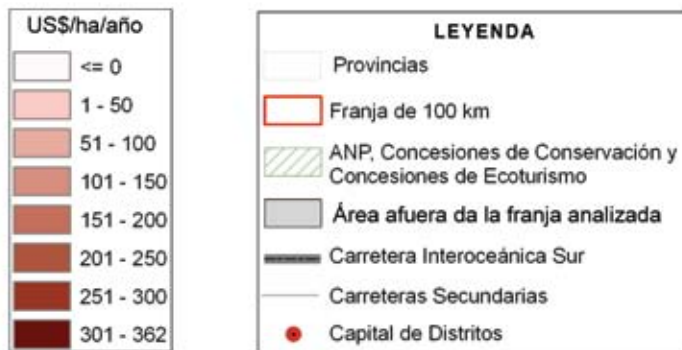 US$/ha/año
<= 0
1 - 50
51 - 100
101 - 150
151 - 200
201 - 250
251 - 300
301 - 362
LEYENDA
Provincias
Franja de 100 km
ANP, Concesiones de Conservación y
Concesiones de Ecoturismo
Área afuera da la franja analizada
Carretera Interoceánica Sur
Carreteras Secundarias
Capital de Distritos